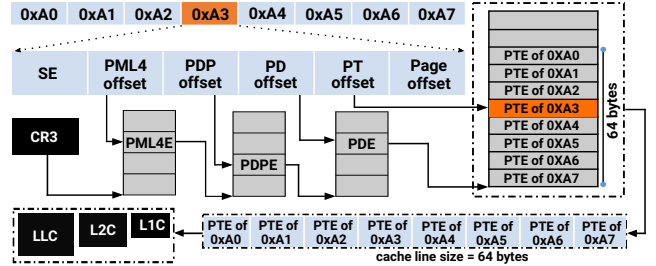 0xA0 0xA1 0xA2 0xA3 0xA4 0xA5 0xA6 0xA7
SE
PML4 offset
PDP offset
PD offset
PT offset
Page offset
PTE of 0XA0
PTE of 0XA1
PTE of 0XA2
PTE of 0XA3
PTE of 0XA4
PTE of 0XA5
PTE of 0XA6
PTE of 0XA7
64 bytes
CR3
PML4E
PDPE
PDE
LLC
L2C
L1C
PTE of 0xA0
PTE of 0xA1
PTE of 0xA2
PTE of 0xA3
PTE of 0xA4
PTE of 0xA5
PTE of 0xA6
PTE of 0xA7
cache line size = 64 bytes